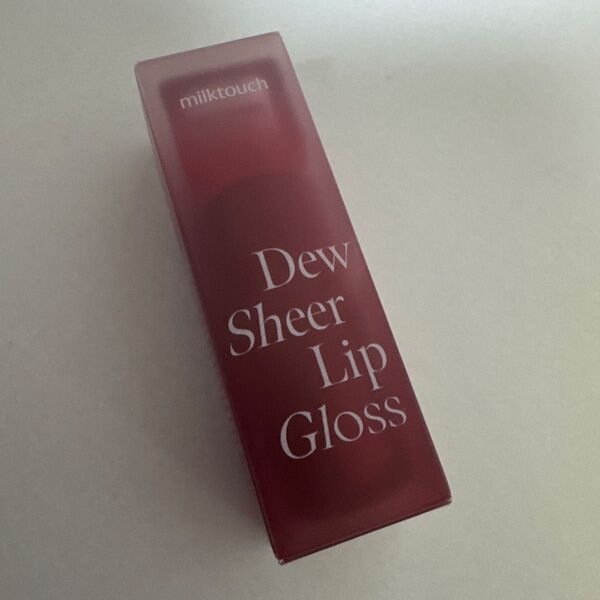 milktouch
Dew
Sheer
Lip
Gloss